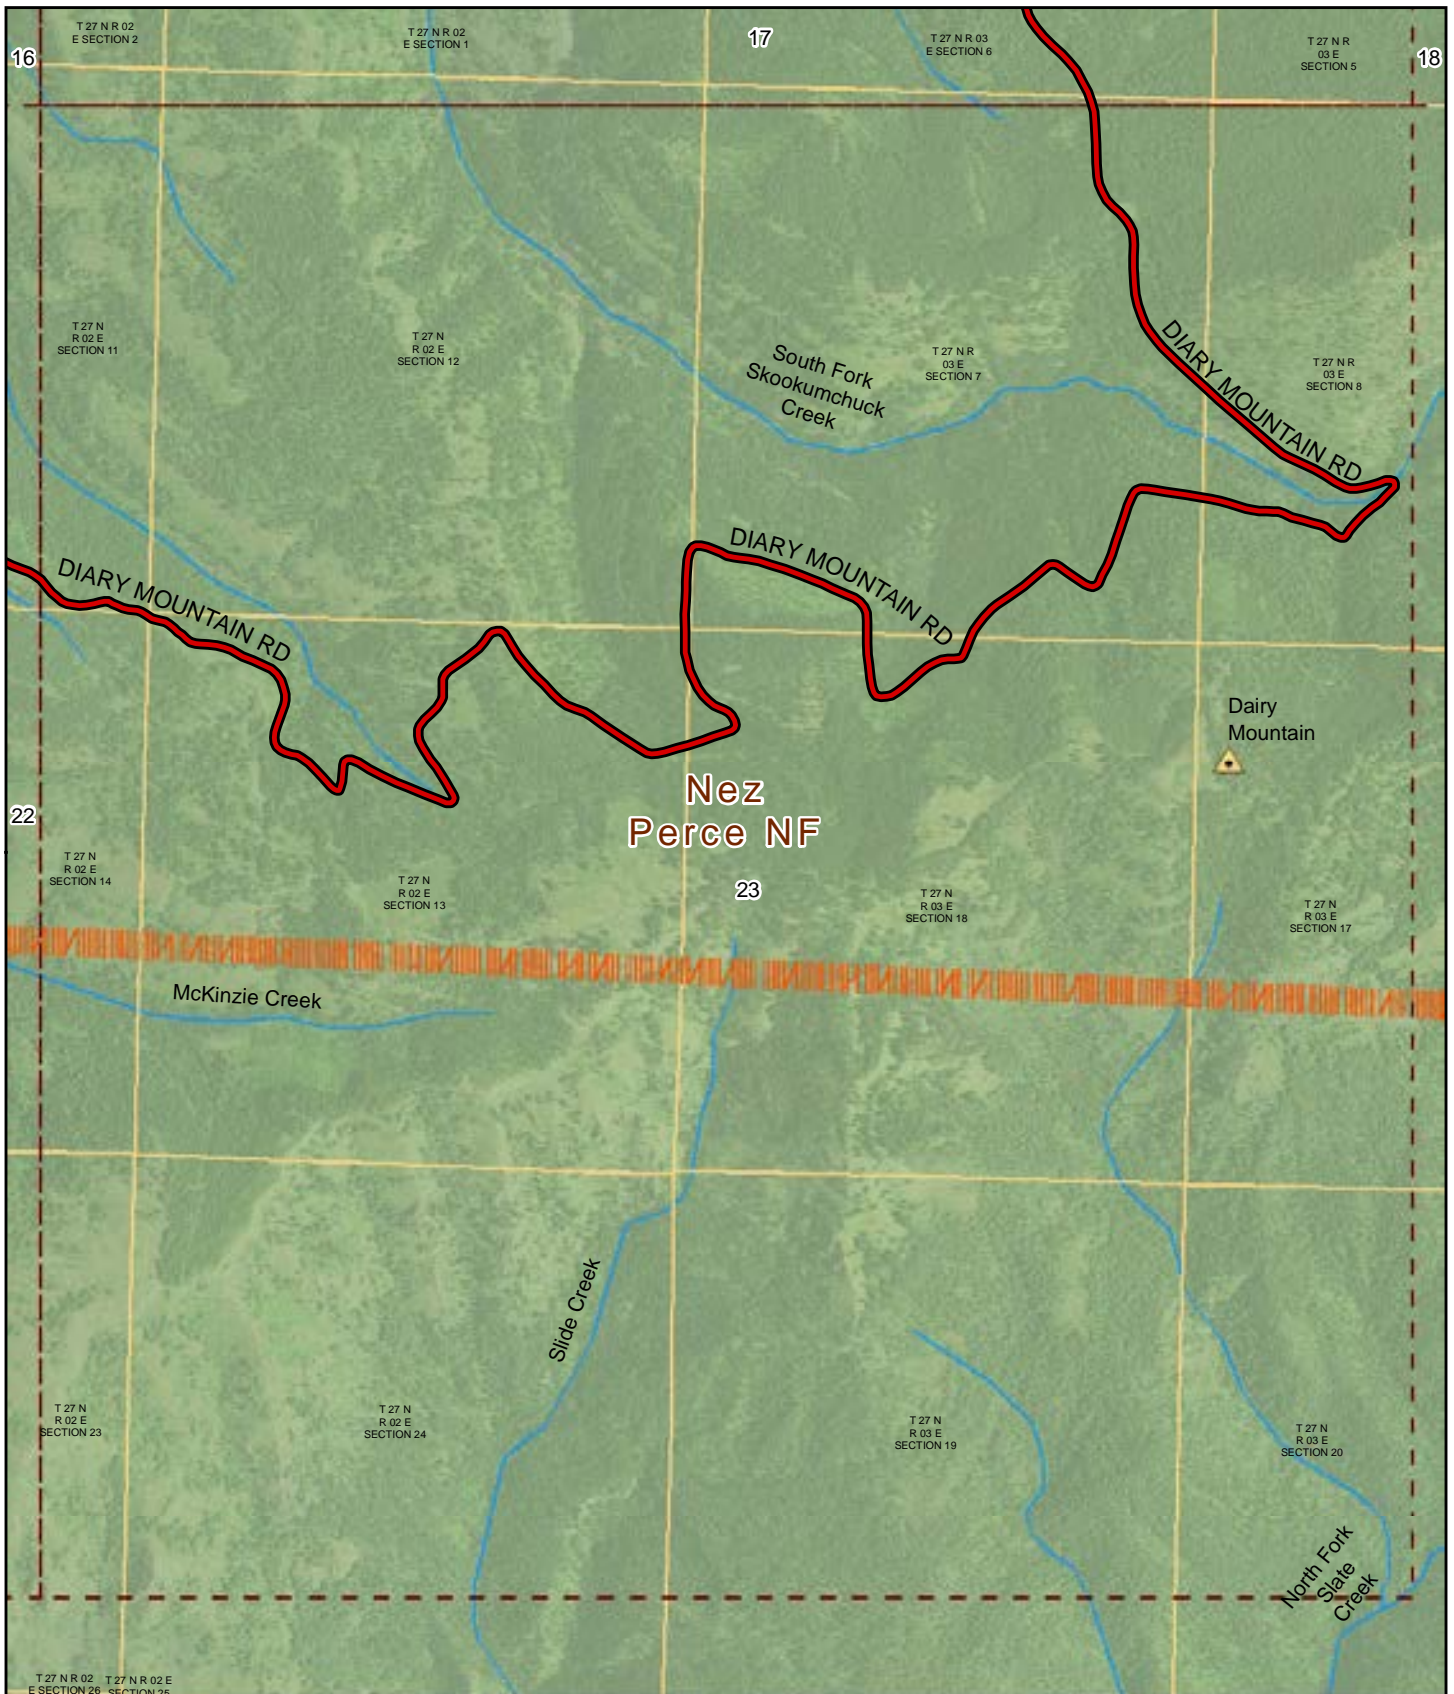 T 27 N R 02
E SECTION 2
T 27 N R 02
E SECTION 1
17
T 27 N R 03
E SECTION 6
T 27 N R
03 E
SECTION 5
16
18
T 27 N
R 02 E
SECTION 11
T 27 N
R 02 E
SECTION 12
South Fork
Skookumchuck
Creek
T 27 N R
03 E
SECTION 7
DIARY MOUNTAIN RD
T 27 N R
03 E
SECTION 8
DIARY MOUNTAIN RD
DIARY MOUNTAIN RD
Dairy
Mountain
Nez
Perce NF
22
23
T 27 N
R 02 E
SECTION 14
T 27 N
R 02 E
SECTION 13
T 27 N
R 03 E
SECTION 18
T 27 N
R 03 E
SECTION 17
McKinzie Creek
Slide Creek
T 27 N
R 02 E
SECTION 23
T 27 N
R 02 E
SECTION 24
T 27 N
R 03 E
SECTION 19
T 27 N
R 03 E
SECTION 20
North Fork
Slate
Creek
T 27 N R 02
E SECTION 26
T 27 N R 02 E
SECTION 25